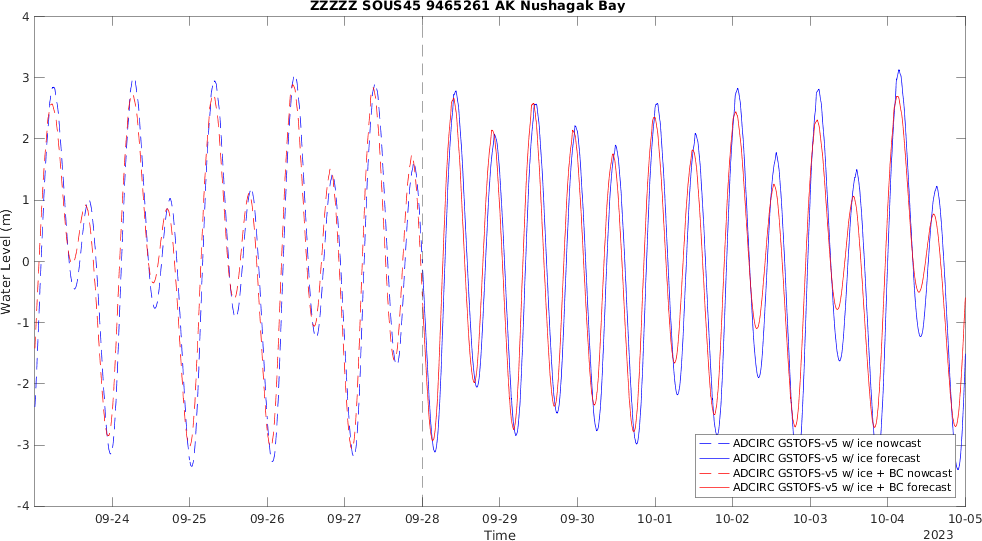 ZZZZZ SOUS45 9465261 AK Nushagak Bay
4
3
2
1
0
-1
-2
-3
-4
Water Level (m)
ADCIRC GSTOFS-v5 w/ ice nowcast
ADCIRC GSTOFS-v5 w/ ice forecast
ADCIRC GSTOFS-v5 w/ ice + BC nowcast
ADCIRC GSTOFS-v5 w/ ice + BC forecast
09-24 09-25 09-26 09-27 09-28 09-29 09-30 10-01 10-02 10-03 10-04 10-05
Time
2023